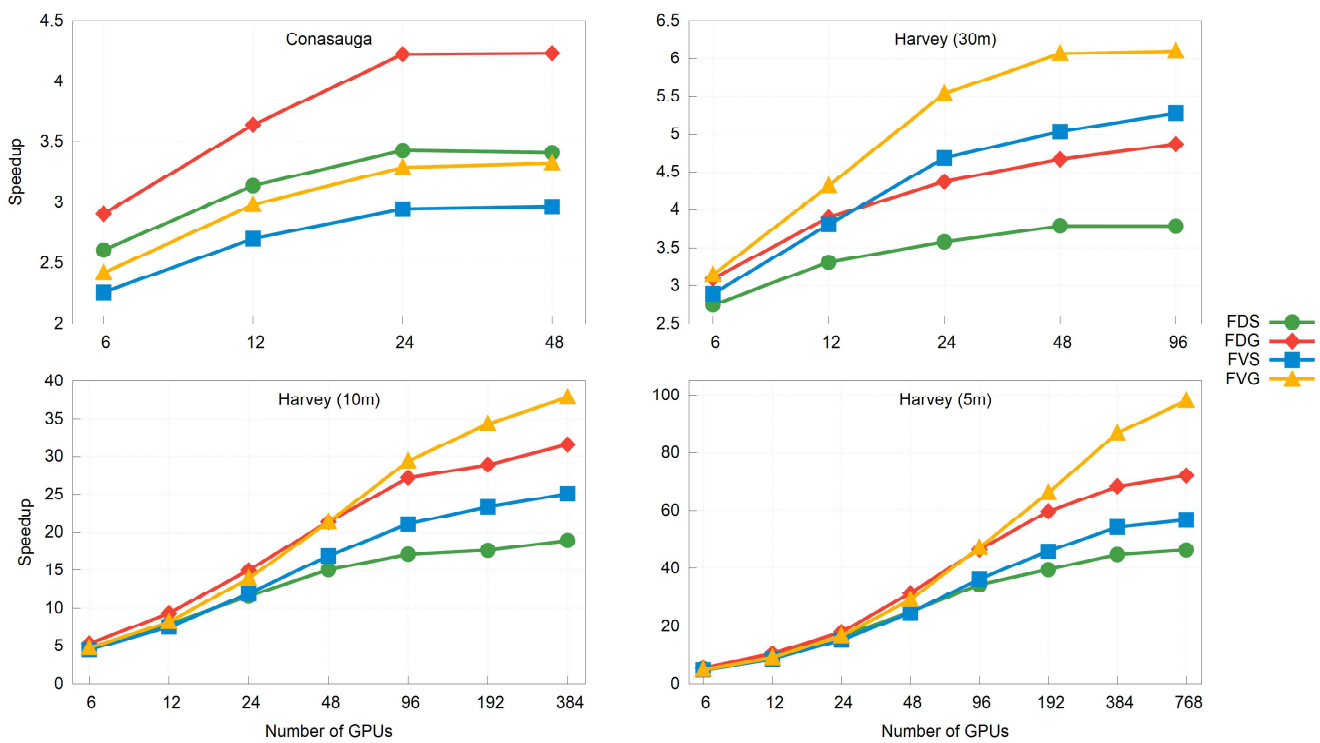 Conasauga
Speedup
4.5
4
3.5
3
2.5
2
6 12 24 48
Harvey (30m)
6.5
6
5.5
5
4.5
4
3.5
3
2.5
6 12 24 48 96
FDS
FDG
FVS
FVG
Harvey (10m)
Speedup
40
35
30
25
20
15
10
5
0
6 12 24 48 96 192 384
Number of GPUs
Harvey (5m)
100
80
60
40
20
0
6 12 24 48 96 192 384 768
Number of GPUs